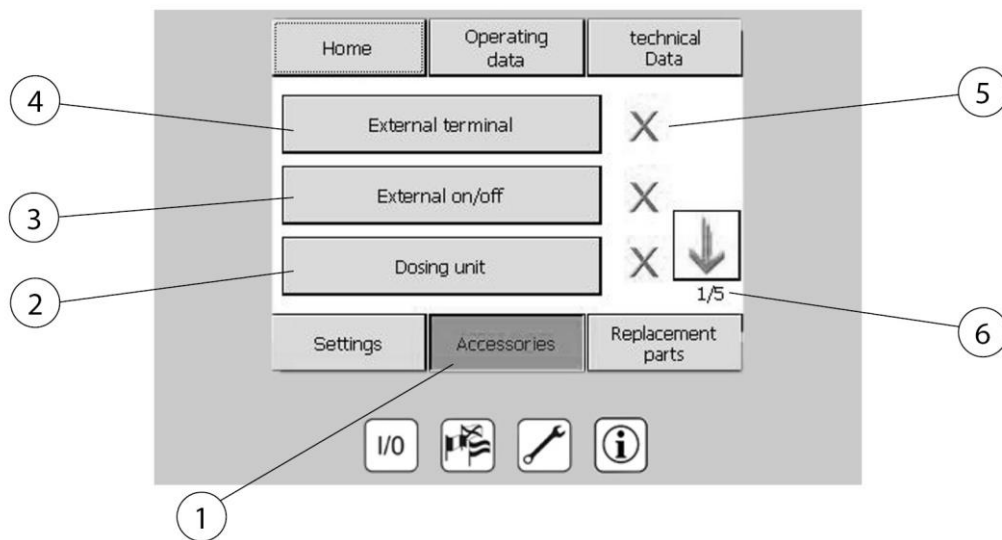 Home
Operating
data
technical
Data
4
External terminal
X
5
3
External on/off
X
2
Dosing unit
X
1/5
6
Settings
Accessories
Replacement
parts
I/0
i
1